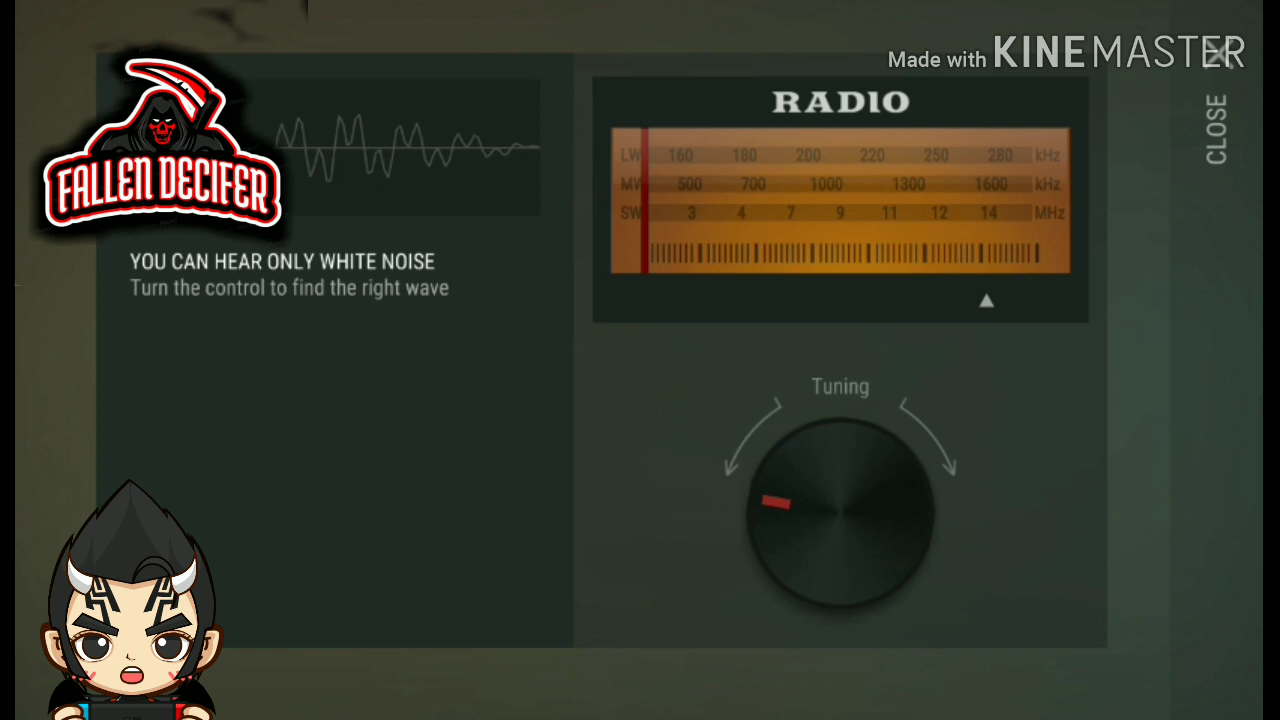 Made with KINEMASTER
CLOSE
FALLEN DECIFER
RADIO
LW 160 180 200 220 250 280 kHz
MW 500 700 1000 1300 1600 kHz
SW 3 4 7 9 11 12 14 MHz
YOU CAN HEAR ONLY WHITE NOISE
Turn the control to find the right wave
Tuning